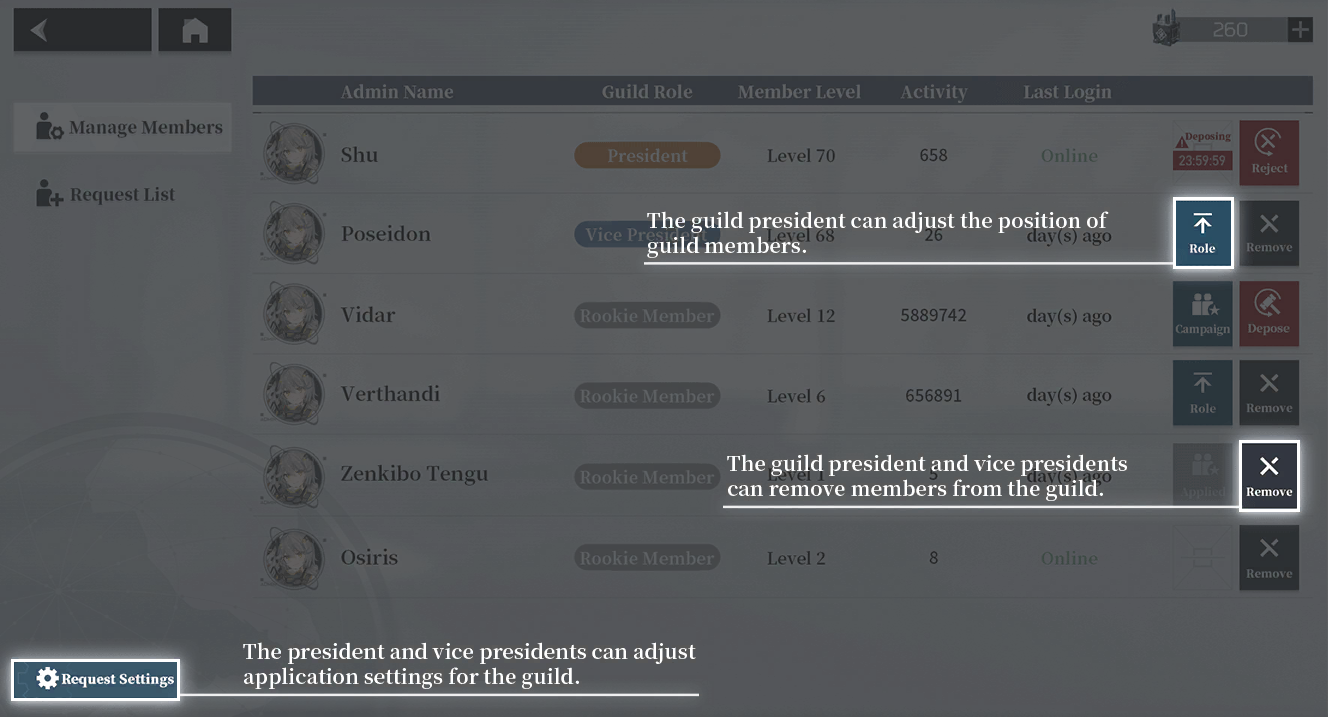 260
Admin Name Guild Role Member Level Activity Last Login
Manage Members
Request List
Shu President Level 70 658 Online Deposing 23:59:59 Reject
Poseidon Vice President Level 68 26 day(s) ago Role Remove
The guild president can adjust the position of
guild members.
Vidar Rookie Member Level 12 5889742 day(s) ago Campaign Depose
Verthandi Rookie Member Level 6 656891 day(s) ago Role Remove
Zenkibo Tengu Rookie Member Level 1 5 day(s) ago Applied Remove
The guild president and vice presidents
can remove members from the guild.
Osiris Rookie Member Level 2 8 Online Remove
The president and vice presidents can adjust
application settings for the guild.
Request Settings